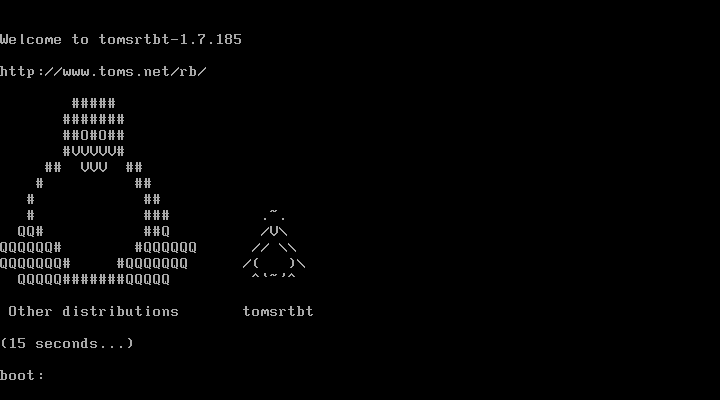 Welcome to tomsrtbt-1.7.185
http://www.toms.net/rb/
        #####
       #######
       ##O#O##
       #VVVVV#
     ##  VVV  ##
    #          ##
   #            ##
   #            ###          .~.
  QQ#           ##Q          /V\
QQQQQQ#        #QQQQQQ      // \\
QQQQQQQ#     #QQQQQQQ      /(   )\
  QQQQQ#######QQQQQ         ^`~'^
 Other distributions       tomsrtbt
(15 seconds...)
boot: